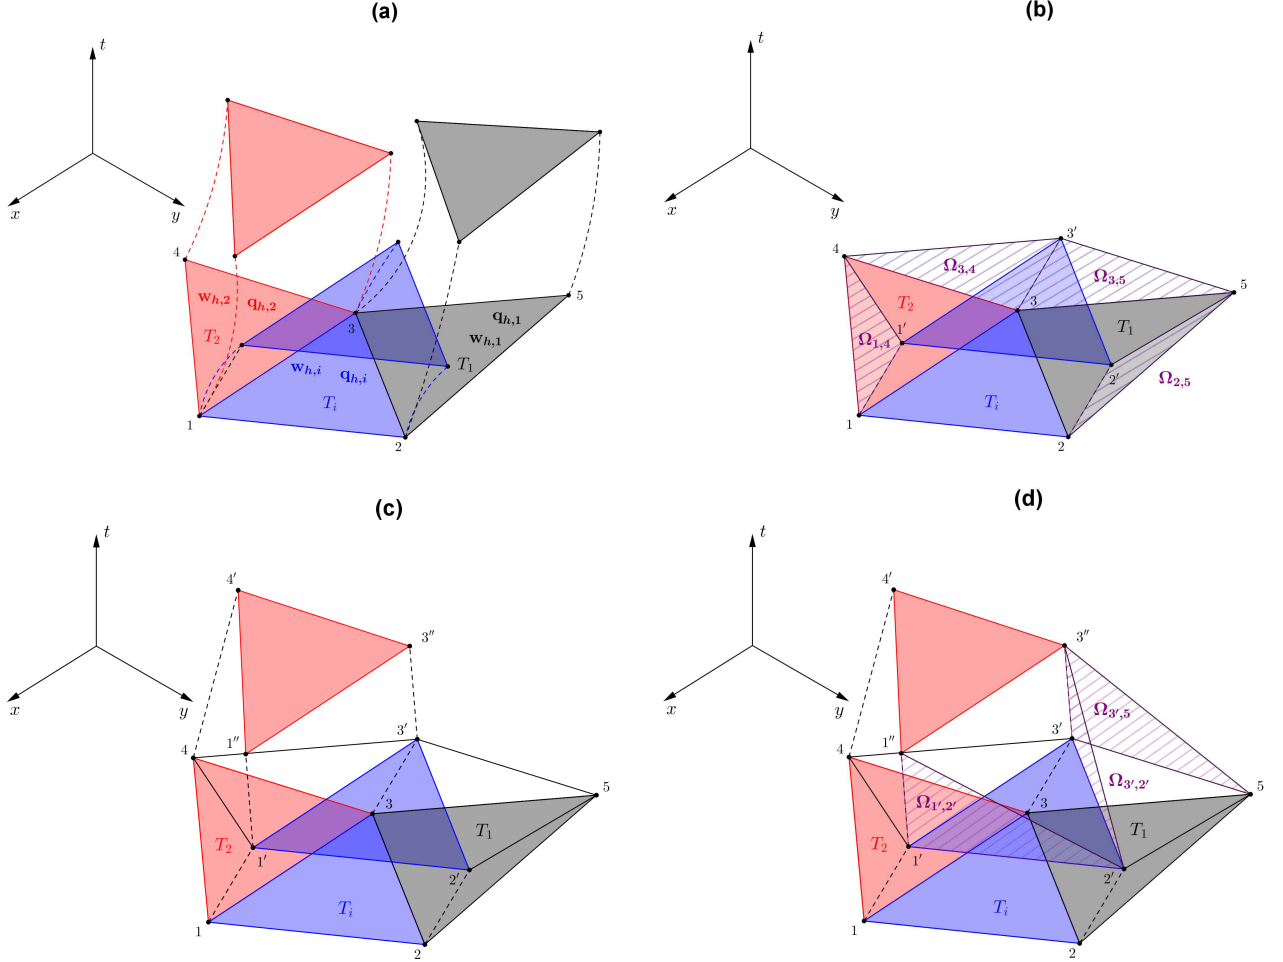 (a)
t
x
y
4
w_{h,2}
q_{h,2}
T_2
3
5
q_{h,1}
w_{h,1}
T_1
w_{h,i}
q_{h,i}
T_i
1
2
(b)
t
x
y
3′
4
Ω_{3,4}
Ω_{3,5}
5
T_2
3
1′
T_1
Ω_{1,4}
2′
Ω_{2,5}
T_i
1
2
(c)
t
x
y
4′
3″
3′
1″
4
5
3
T_2
T_1
1′
2′
T_i
1
2
(d)
t
x
y
4′
3″
Ω_{3′,5}
3′
1″
4
Ω_{3′,2′}
5
Ω_{1′,2′}
3
T_2
T_1
1′
2′
T_i
1
2